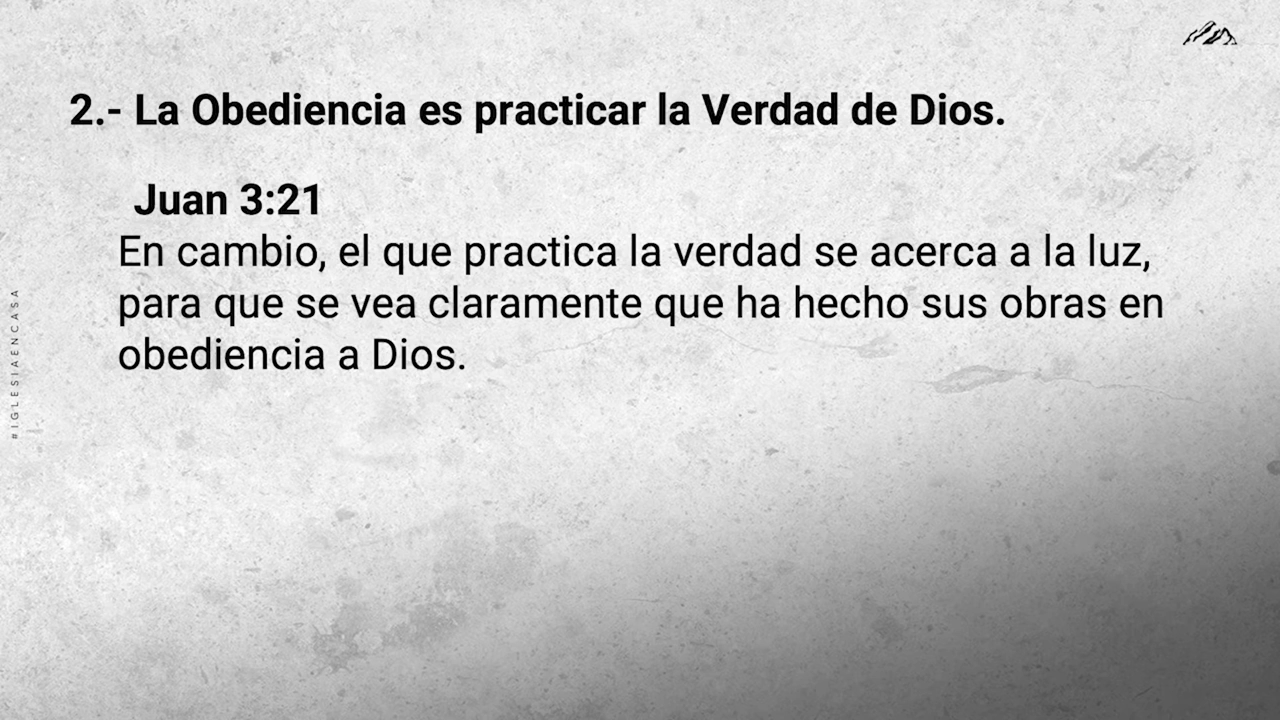 2.- La Obediencia es practicar la Verdad de Dios.
Juan 3:21
En cambio, el que practica la verdad se acerca a la luz,
para que se vea claramente que ha hecho sus obras en
obediencia a Dios.
#IGLESIAENCASA